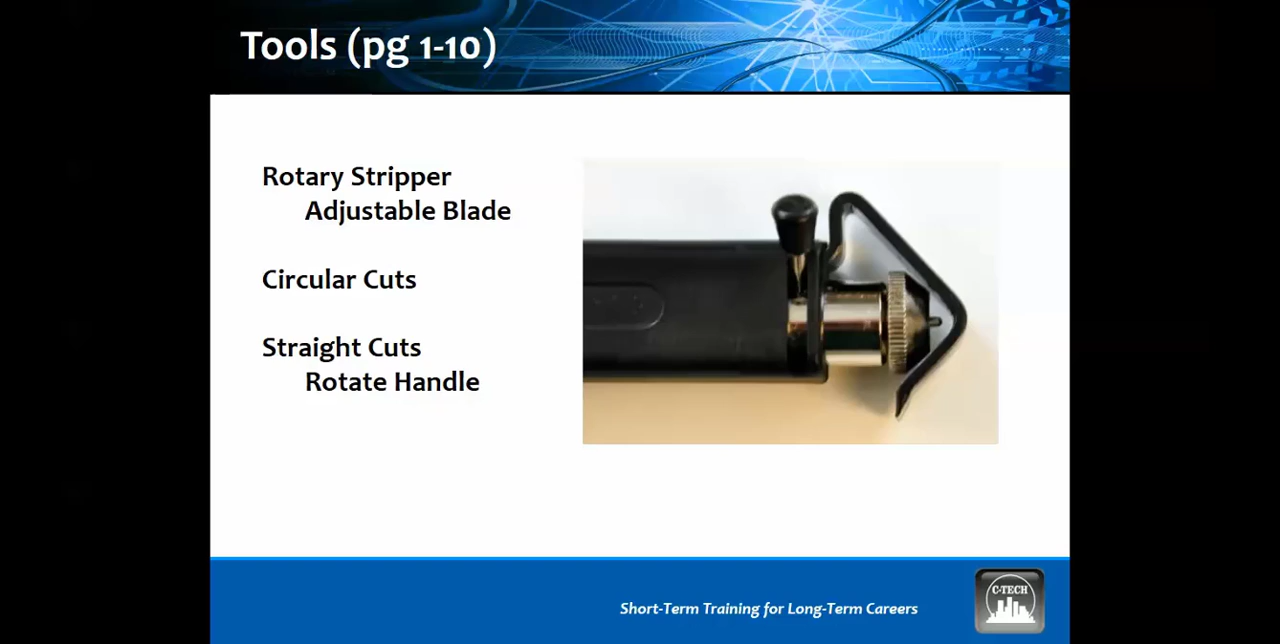 Tools (pg 1-10)
Rotary Stripper
Adjustable Blade
Circular Cuts
Straight Cuts
Rotate Handle
Short-Term Training for Long-Term Careers
C-TECH